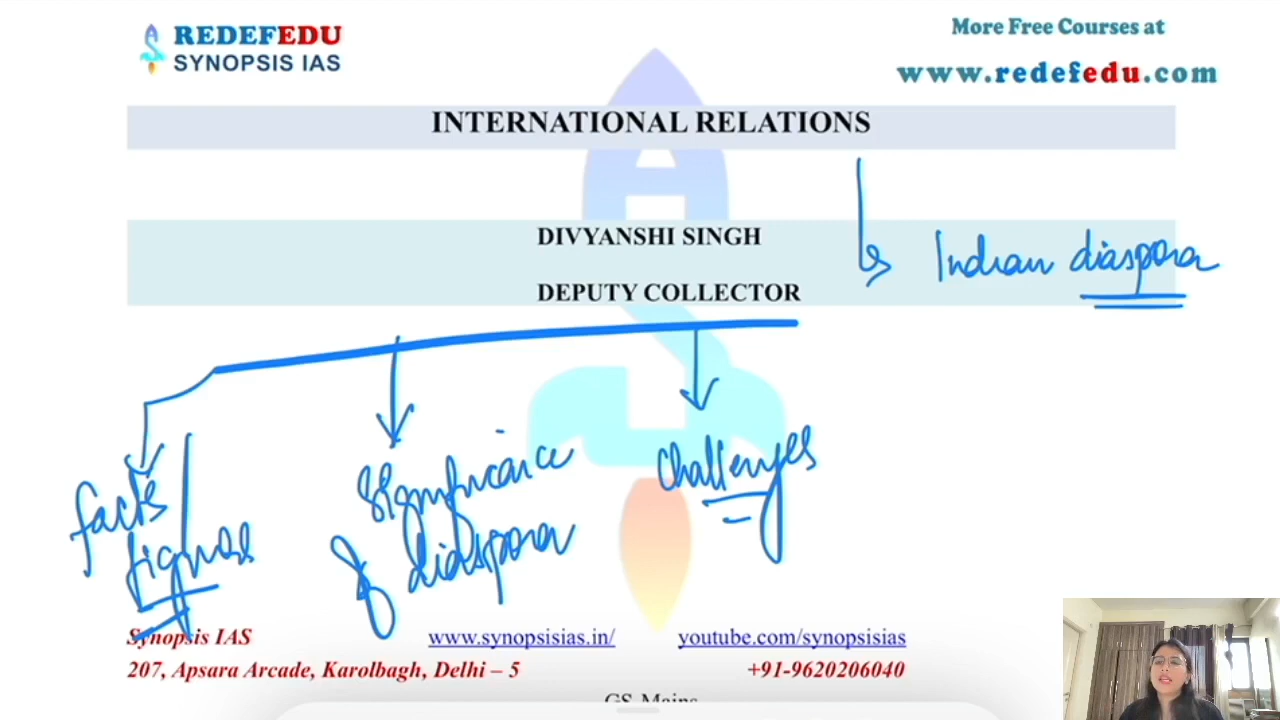 REDEFEDU
SYNOPSIS IAS
More Free Courses at
www.redefedu.com
INTERNATIONAL RELATIONS
DIVYANSHI SINGH
DEPUTY COLLECTOR
Indian diaspora
facts
figures
significance
of diaspora
challenges
Synopsis IAS
www.synopsisias.in/
youtube.com/synopsisias
207, Apsara Arcade, Karolbagh, Delhi – 5
+91-9620206040
GS-Mains